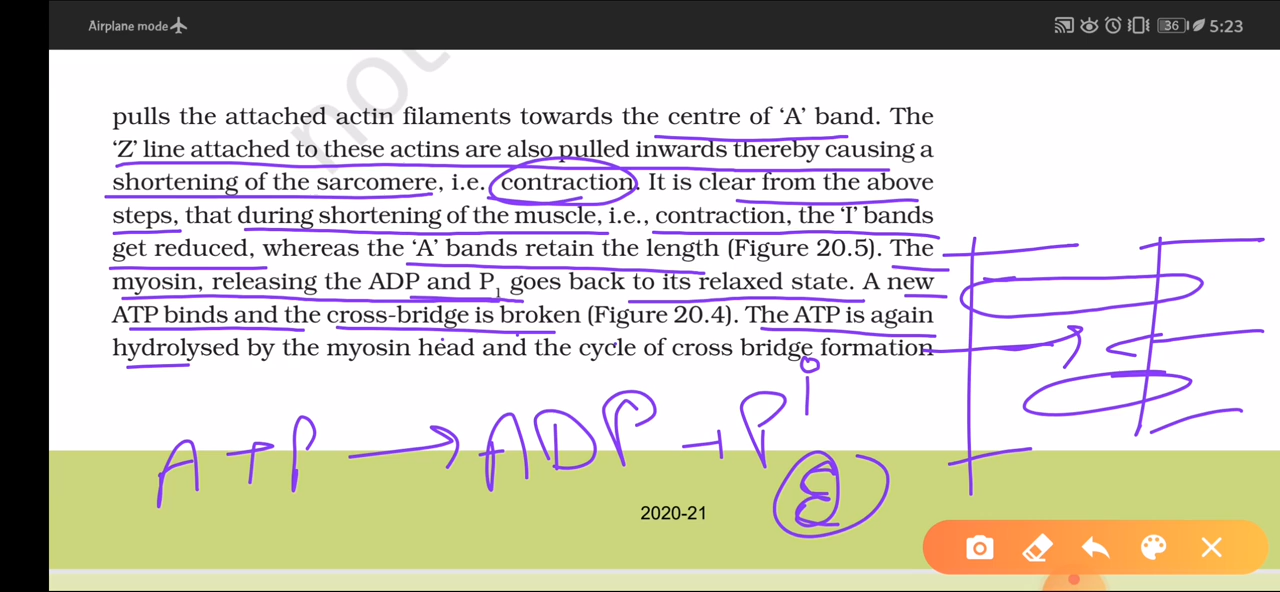 Airplane mode
36 5:23
not
pulls the attached actin filaments towards the centre of ‘A’ band. The
‘Z’ line attached to these actins are also pulled inwards thereby causing a
shortening of the sarcomere, i.e. contraction. It is clear from the above
steps, that during shortening of the muscle, i.e., contraction, the ‘I’ bands
get reduced, whereas the ‘A’ bands retain the length (Figure 20.5). The
myosin, releasing the ADP and P1 goes back to its relaxed state. A new
ATP binds and the cross-bridge is broken (Figure 20.4). The ATP is again
hydrolysed by the myosin head and the cycle of cross bridge formation
ATP → ADP + Pi
2020-21